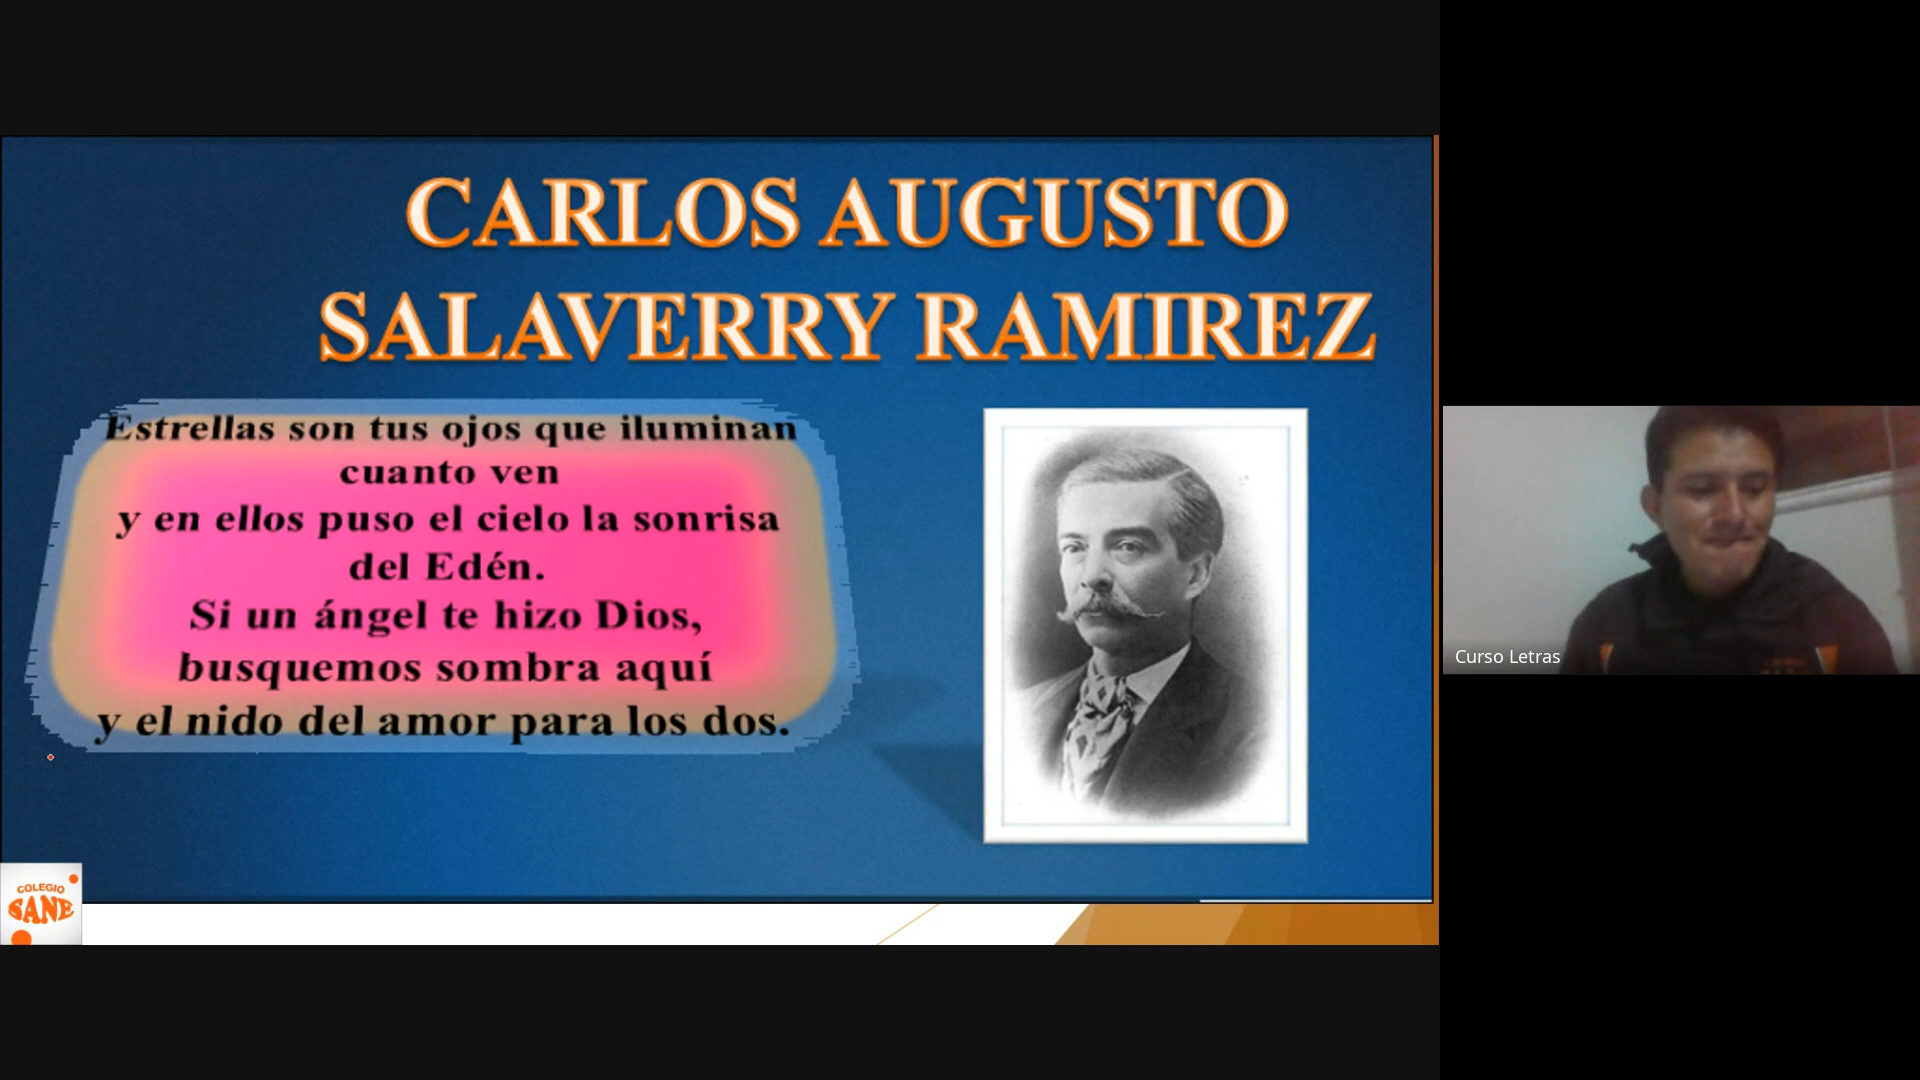 CARLOS AUGUSTO
SALAVERRY RAMIREZ
Estrellas son tus ojos que iluminan
cuanto ven
y en ellos puso el cielo la sonrisa
del Edén.
Si un ángel te hizo Dios,
busquemos sombra aquí
y el nido del amor para los dos.
COLEGIO
SANE
Curso Letras